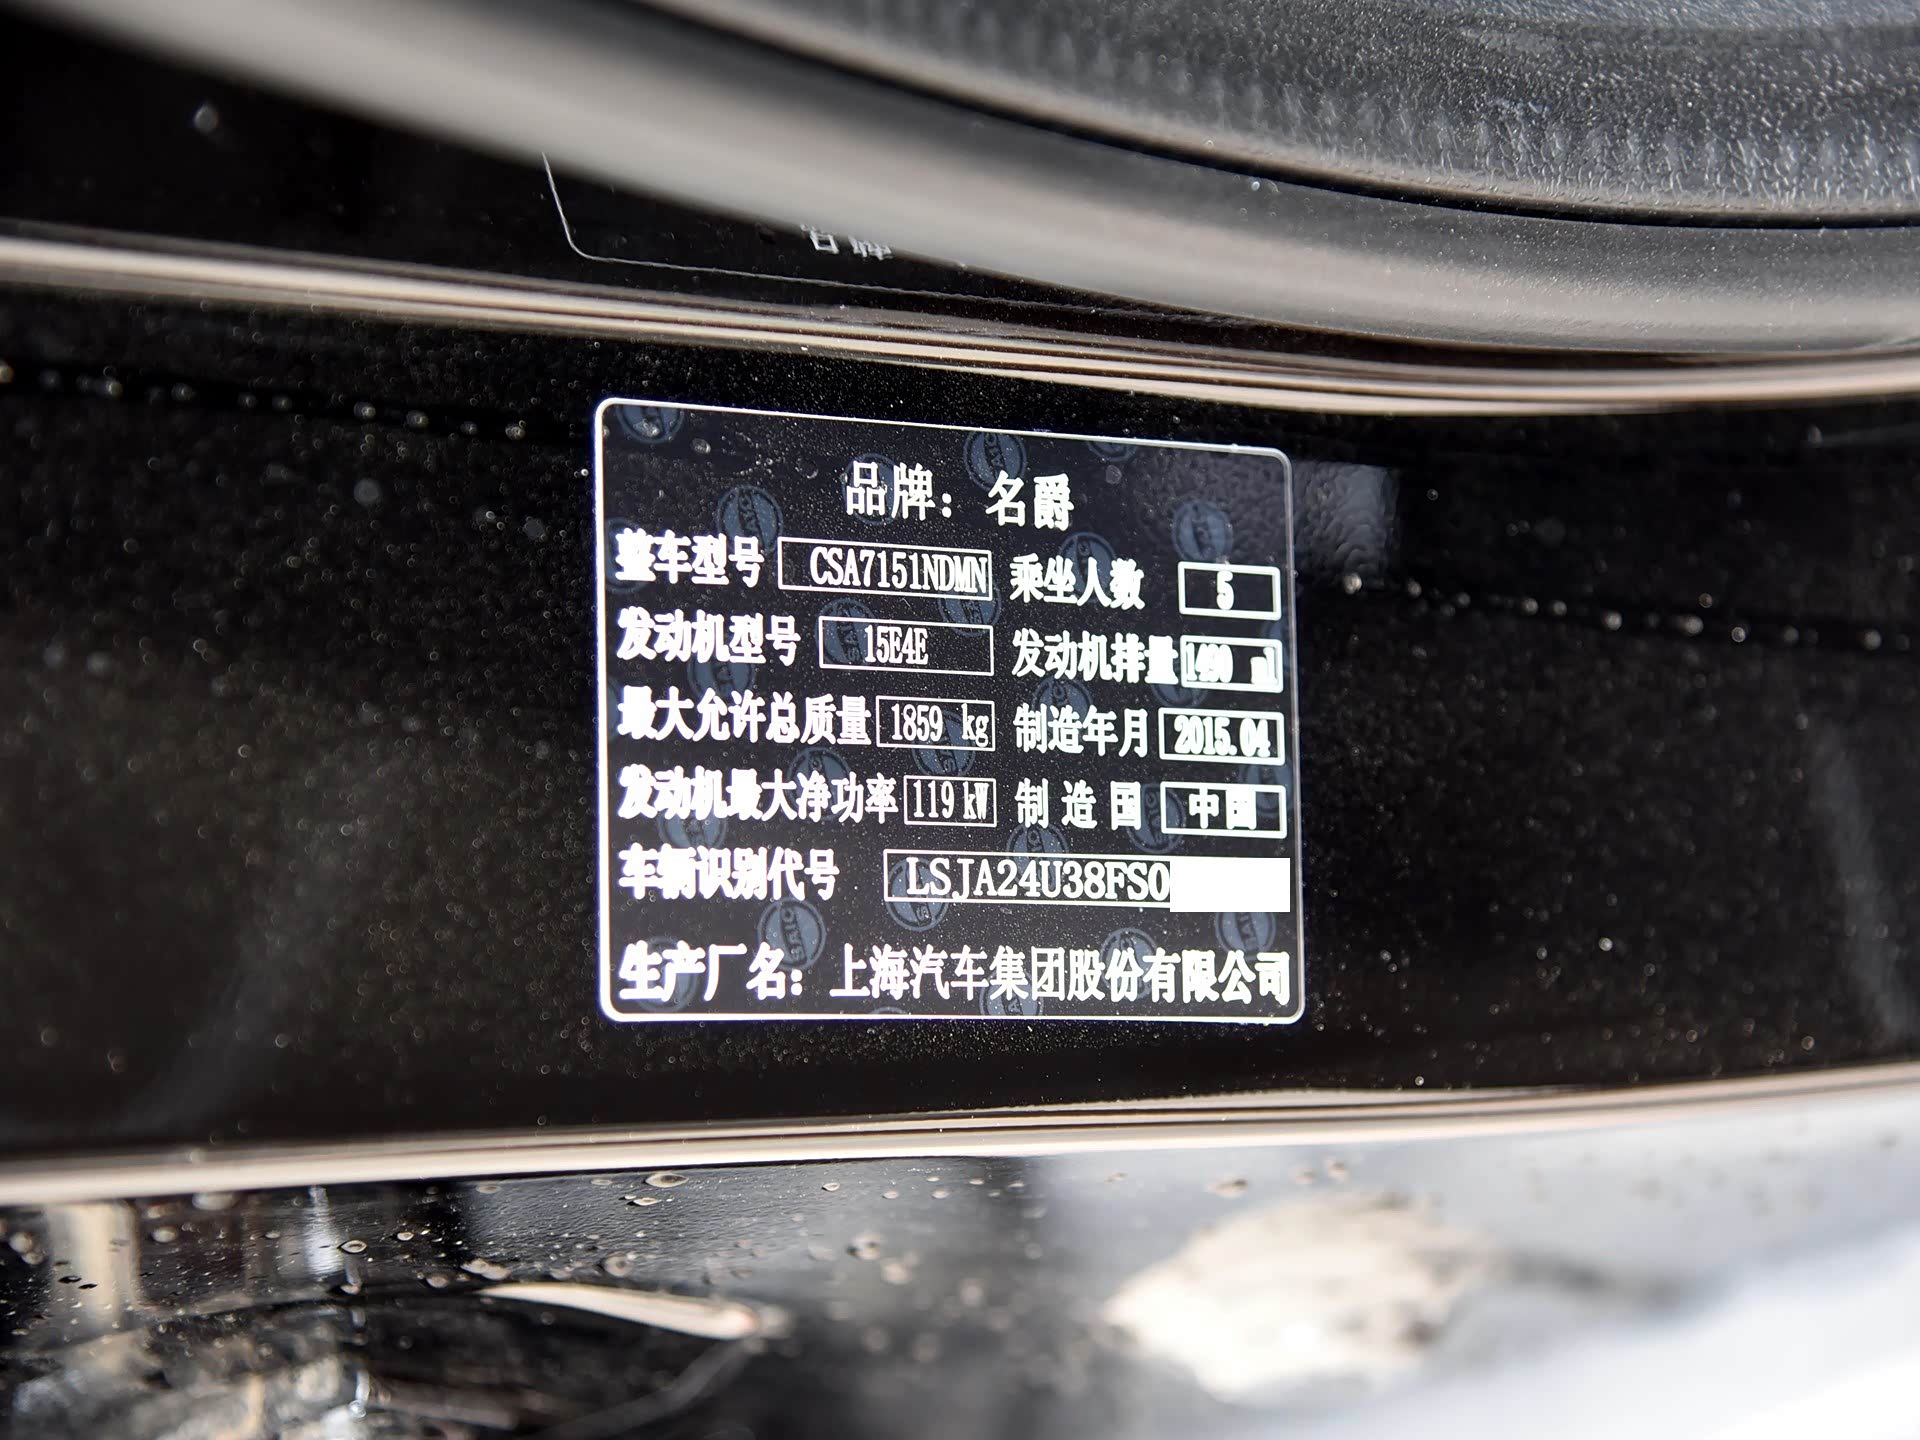 名牌
品牌：名爵
整车型号 CSA7151NDMN 乘坐人数 5
发动机型号 15E4E 发动机排量 1490 ml
最大允许总质量 1859 kg 制造年月 2015.04
发动机最大净功率 119 kW 制造国 中国
车辆识别代号 LSJA24U38FS0
生产厂名：上海汽车集团股份有限公司